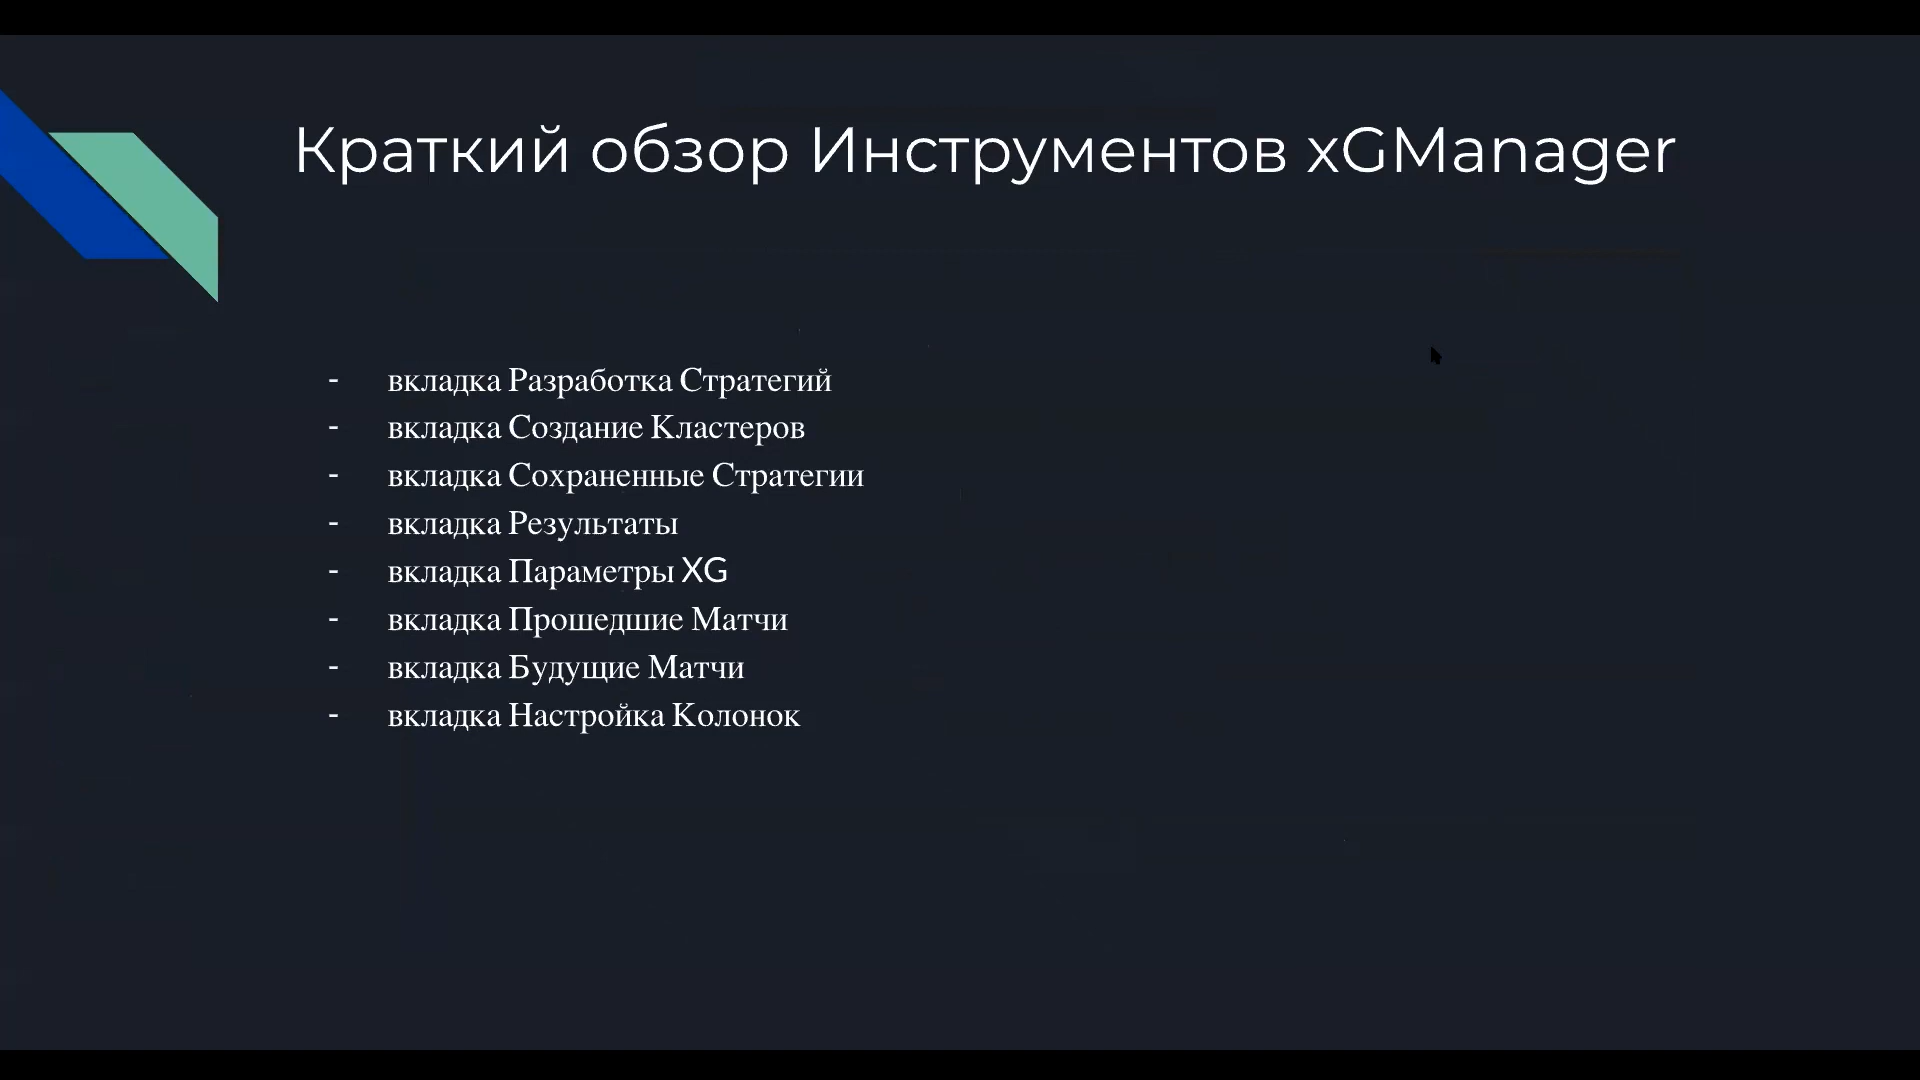 Краткий обзор Инструментов xGManager
- вкладка Разработка Стратегий
- вкладка Создание Кластеров
- вкладка Сохраненные Стратегии
- вкладка Результаты
- вкладка Параметры XG
- вкладка Прошедшие Матчи
- вкладка Будущие Матчи
- вкладка Настройка Колонок